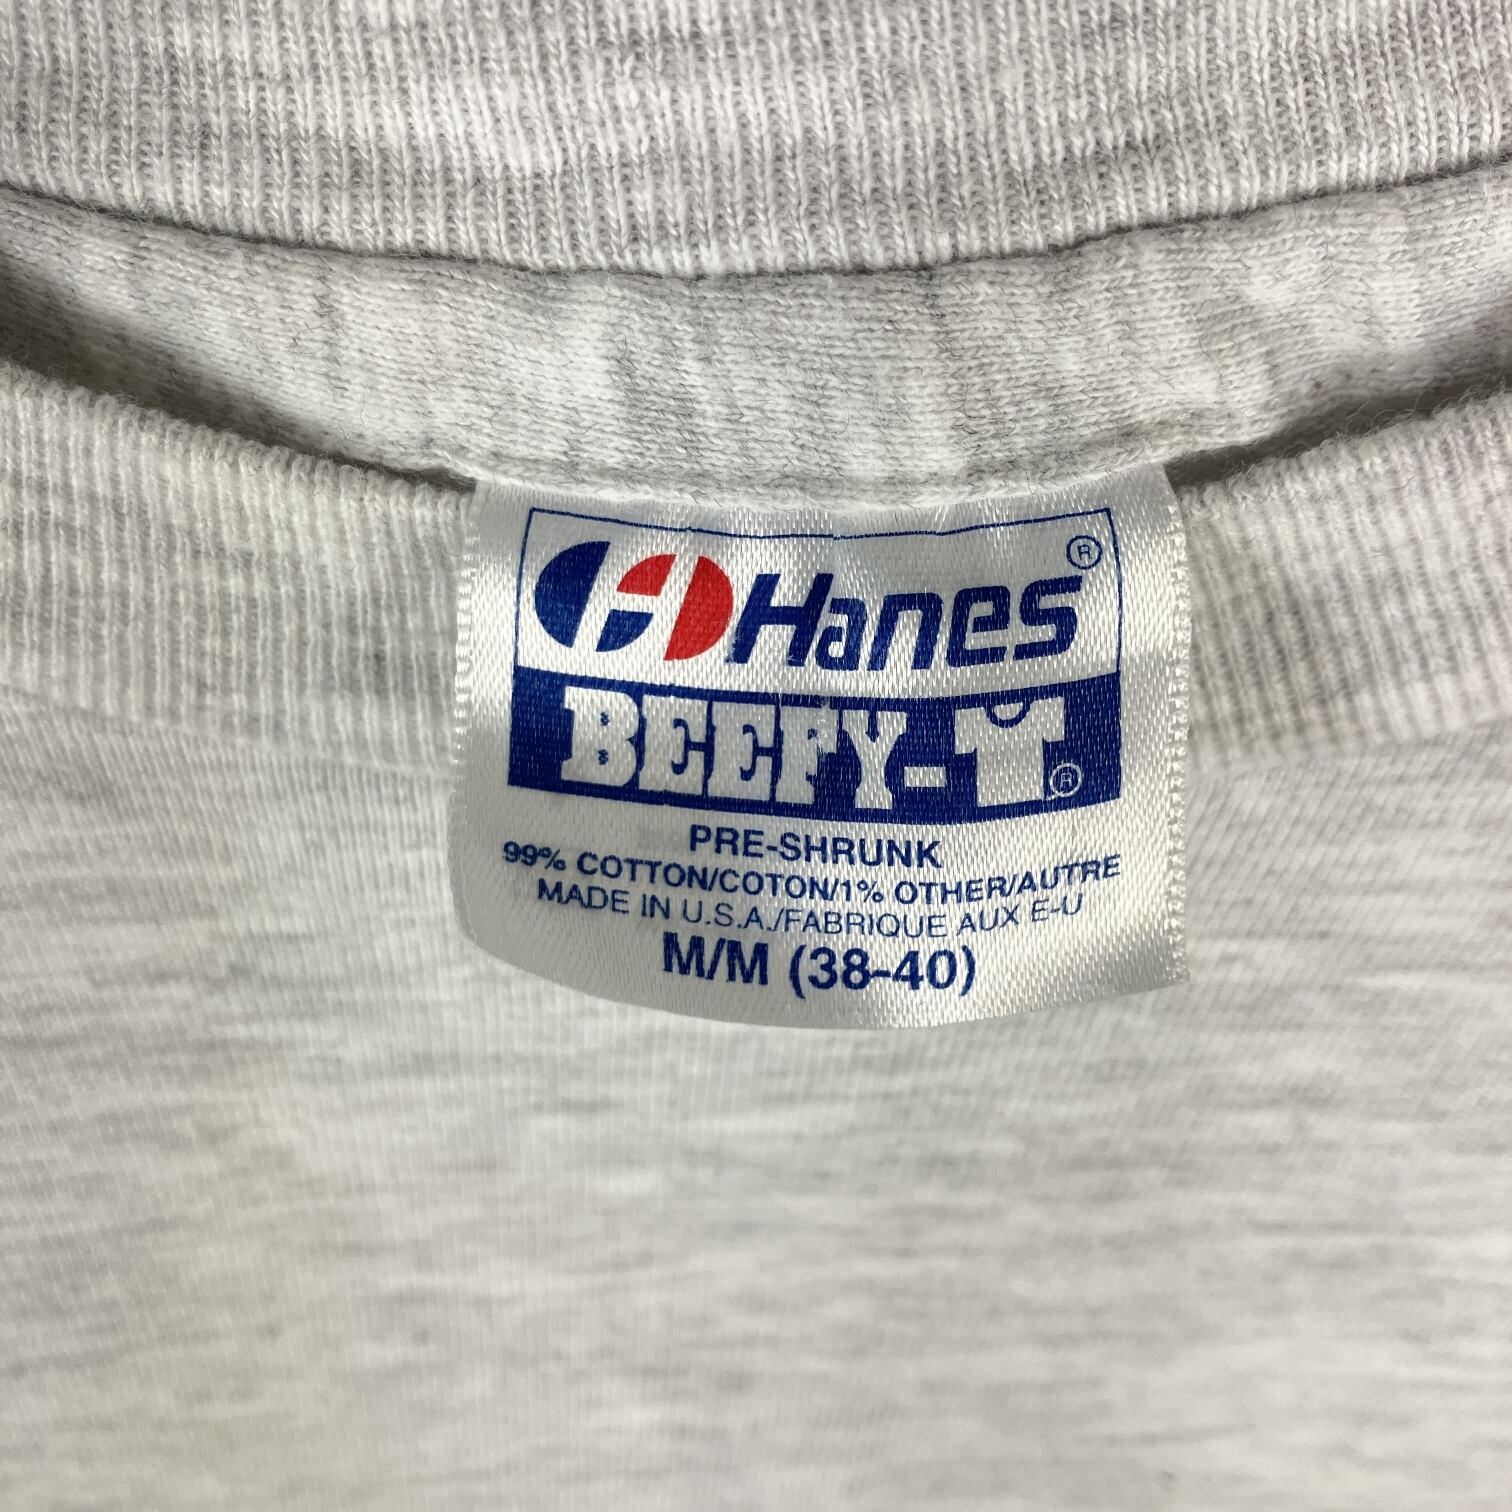 Hanes®
BEEFY-T®
PRE-SHRUNK
99% COTTON/COTON/1% OTHER/AUTRE
MADE IN U.S.A./FABRIQUE AUX E-U
M/M (38-40)